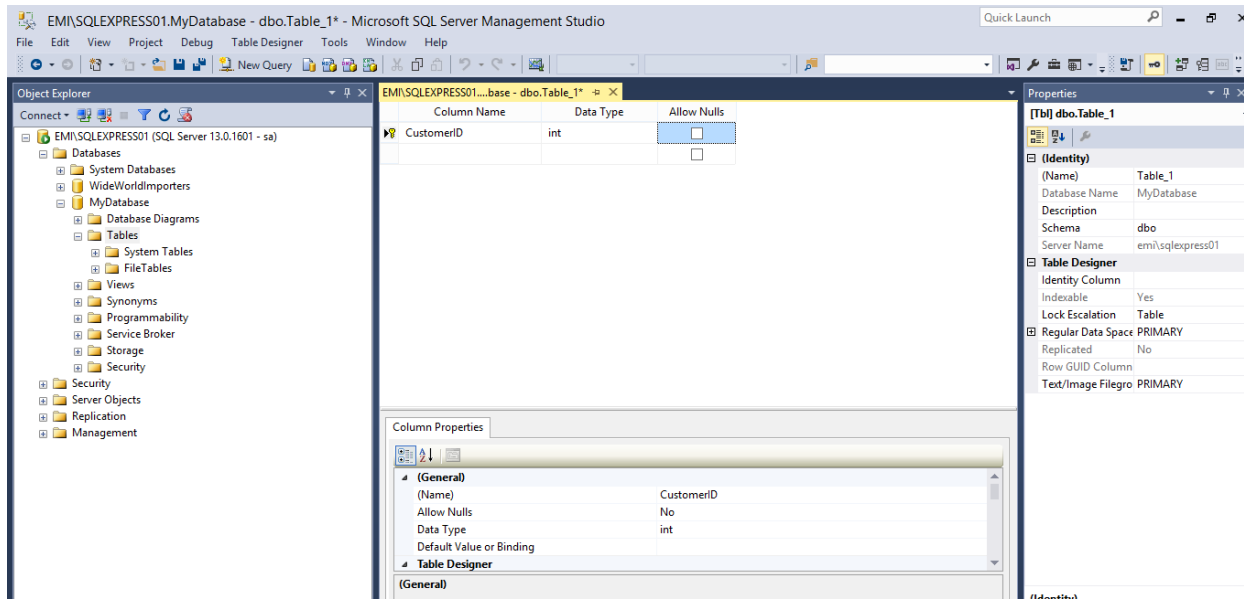 EMI\SQLEXPRESS01.MyDatabase - dbo.Table_1* - Microsoft SQL Server Management Studio
Quick Launch
File Edit View Project Debug Table Designer Tools Window Help
New Query
Object Explorer
Connect
EMI\SQLEXPRESS01 (SQL Server 13.0.1601 - sa)
Databases
System Databases
WideWorldImporters
MyDatabase
Database Diagrams
Tables
System Tables
FileTables
Views
Synonyms
Programmability
Service Broker
Storage
Security
Security
Server Objects
Replication
Management
EMI\SQLEXPRESS01....base - dbo.Table_1*
Column Name Data Type Allow Nulls
CustomerID int
Column Properties
(General)
(Name) CustomerID
Allow Nulls No
Data Type int
Default Value or Binding
Table Designer
(General)
Properties
[Tbl] dbo.Table_1
(Identity)
(Name) Table_1
Database Name MyDatabase
Description
Schema dbo
Server Name emi\sqlexpress01
Table Designer
Identity Column
Indexable Yes
Lock Escalation Table
Regular Data Space PRIMARY
Replicated No
Row GUID Column
Text/Image Filegro PRIMARY
(Identity)